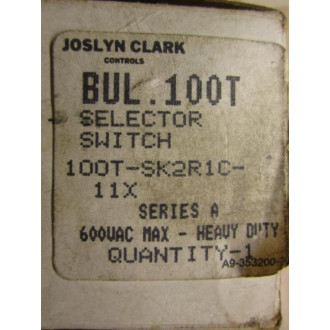 JOSLYN CLARK
CONTROLS
BUL.100T
SELECTOR
SWITCH
100T-SK2R1C-
11X
SERIES A
600VAC MAX - HEAVY DUTY
QUANTITY-1